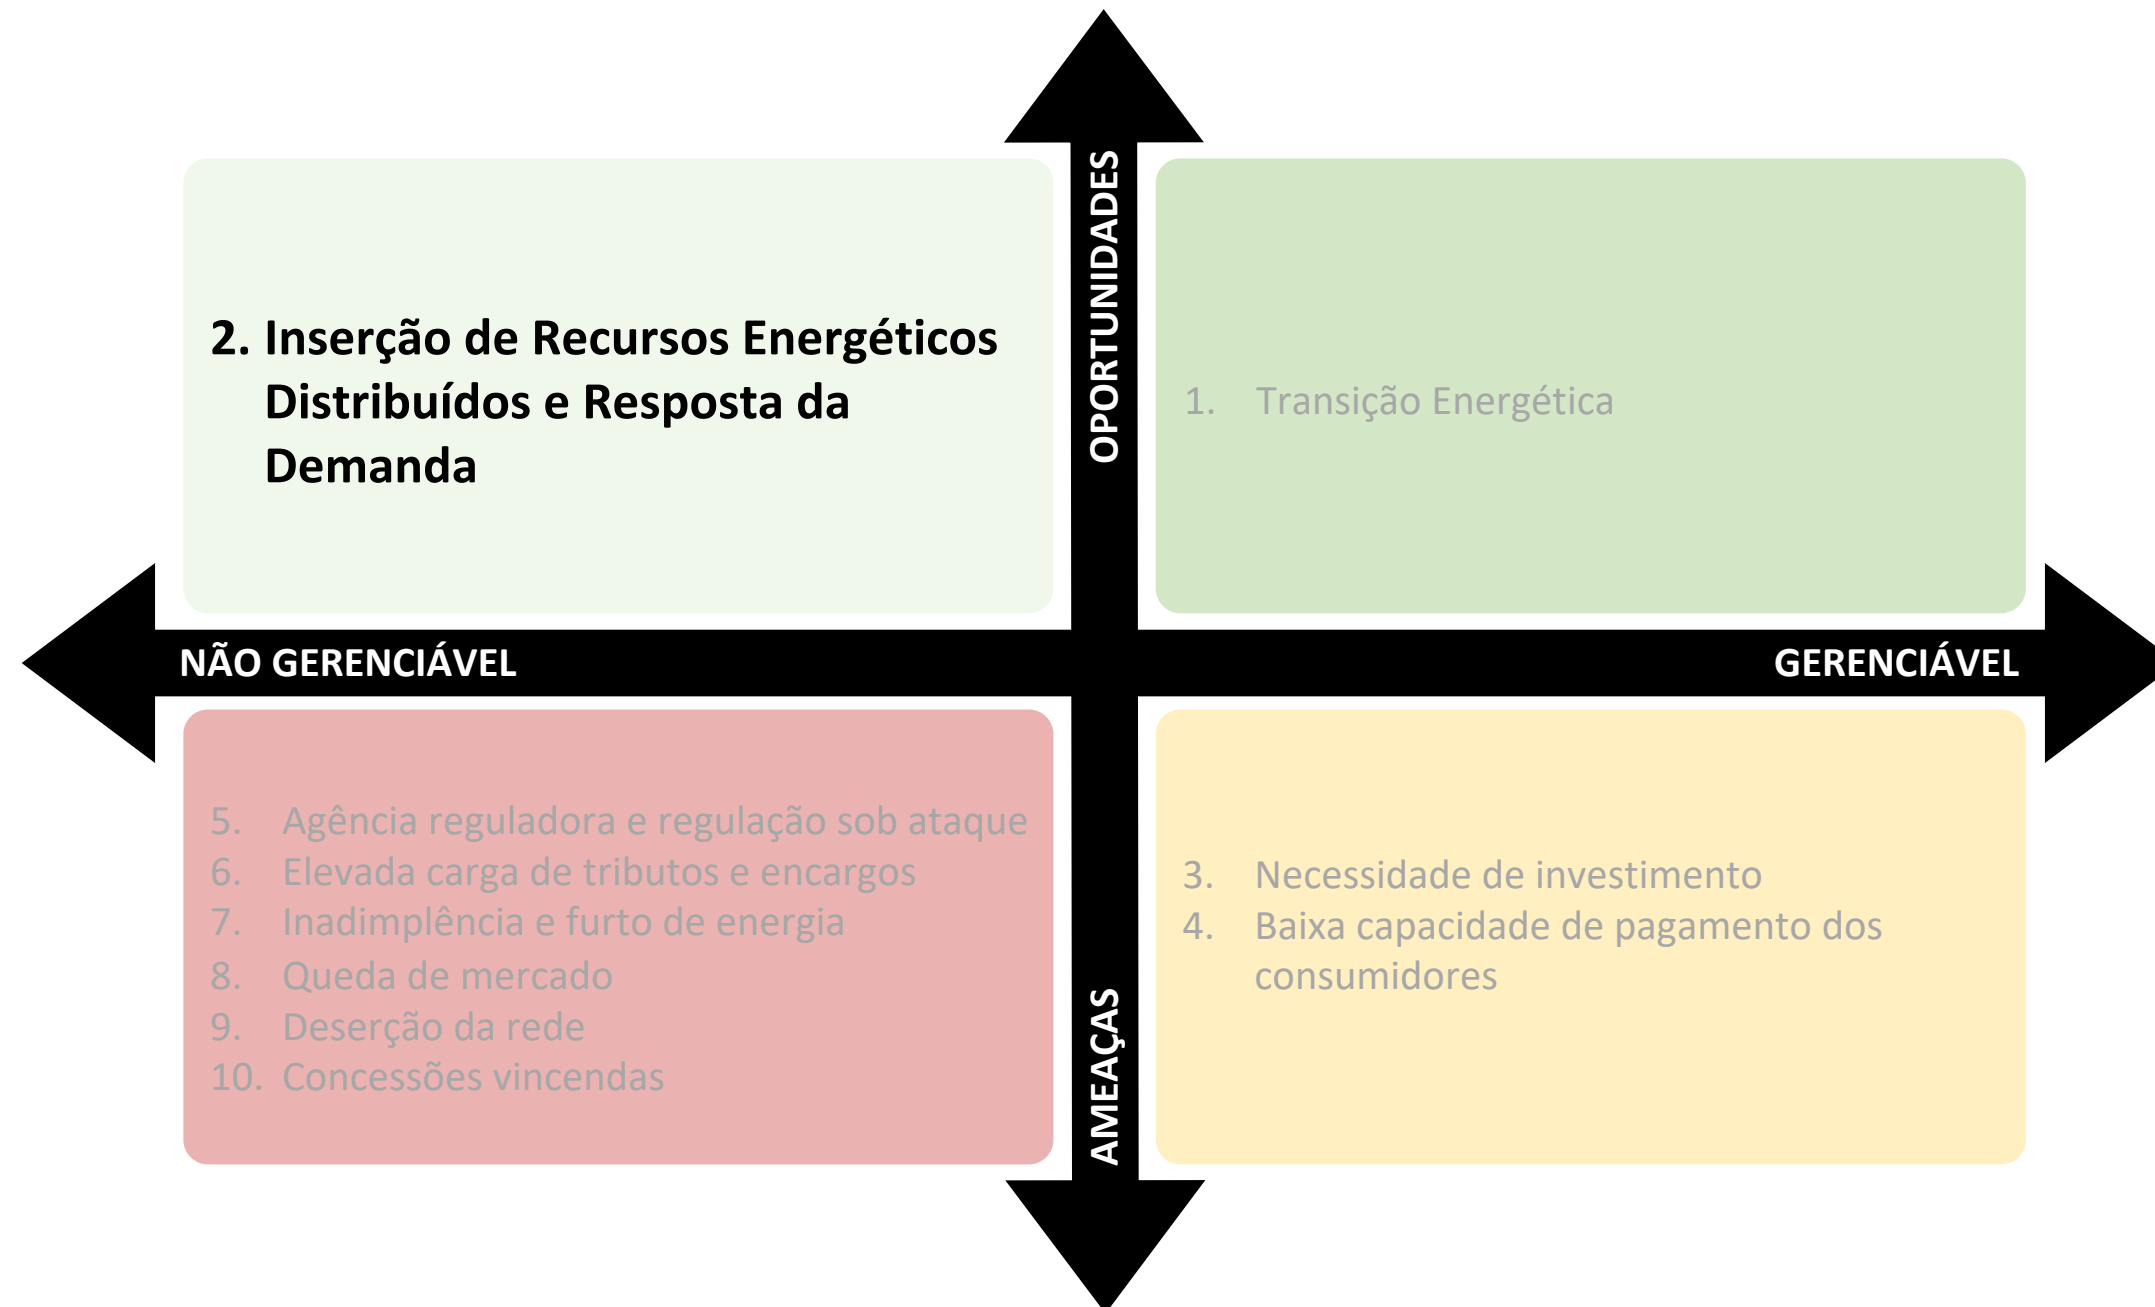 OPORTUNIDADES
2. Inserção de Recursos Energéticos
Distribuídos e Resposta da
Demanda
1. Transição Energética
NÃO GERENCIÁVEL
GERENCIÁVEL
5. Agência reguladora e regulação sob ataque
6. Elevada carga de tributos e encargos
7. Inadimplência e furto de energia
8. Queda de mercado
9. Deserção da rede
10. Concessões vincendas
3. Necessidade de investimento
4. Baixa capacidade de pagamento dos
consumidores
AMEAÇAS